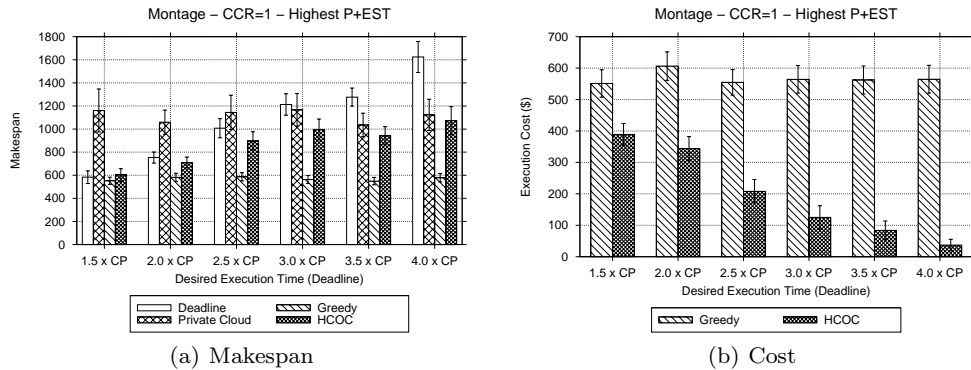 Montage – CCR=1 – Highest P+EST
Makespan
1800
1600
1400
1200
1000
800
600
400
200
0
1.5 x CP 2.0 x CP 2.5 x CP 3.0 x CP 3.5 x CP 4.0 x CP
Desired Execution Time (Deadline)
Deadline Greedy
Private Cloud HCOC
(a) Makespan
Montage – CCR=1 – Highest P+EST
Execution Cost ($)
700
600
500
400
300
200
100
0
1.5 x CP 2.0 x CP 2.5 x CP 3.0 x CP 3.5 x CP 4.0 x CP
Desired Execution Time (Deadline)
Greedy HCOC
(b) Cost